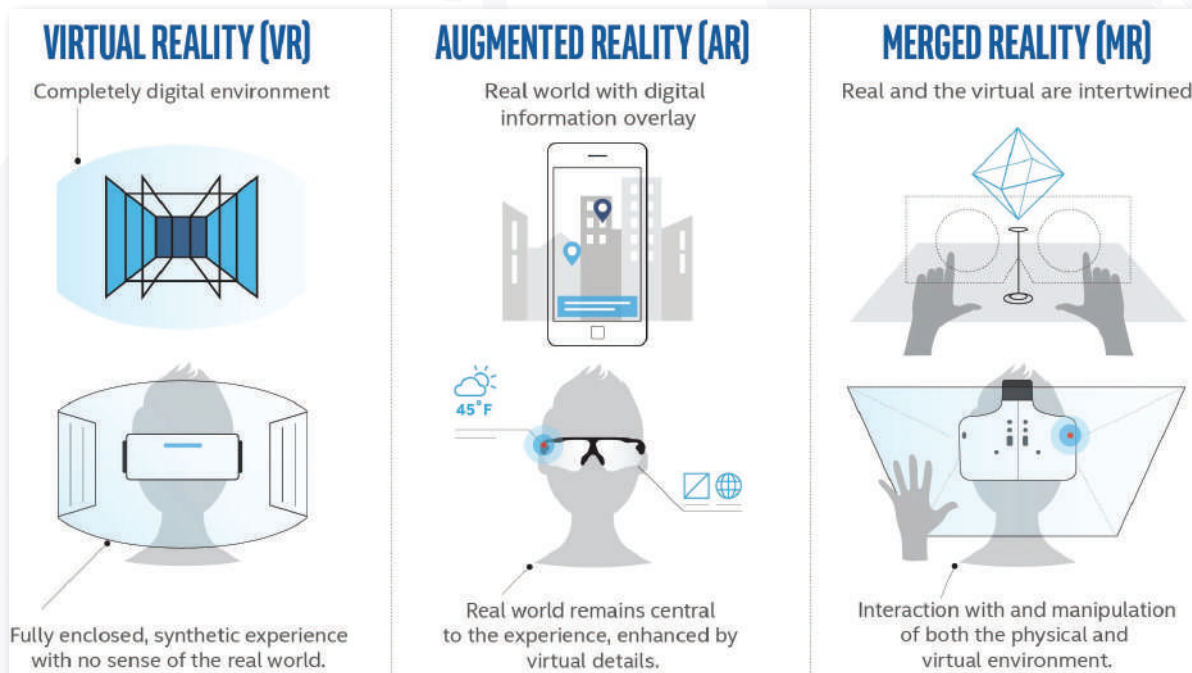 VIRTUAL REALITY (VR)
Completely digital environment
Fully enclosed, synthetic experience
with no sense of the real world.
AUGMENTED REALITY (AR)
Real world with digital
information overlay
45°F
Real world remains central
to the experience, enhanced by
virtual details.
MERGED REALITY (MR)
Real and the virtual are intertwined
Interaction with and manipulation
of both the physical and
virtual environment.